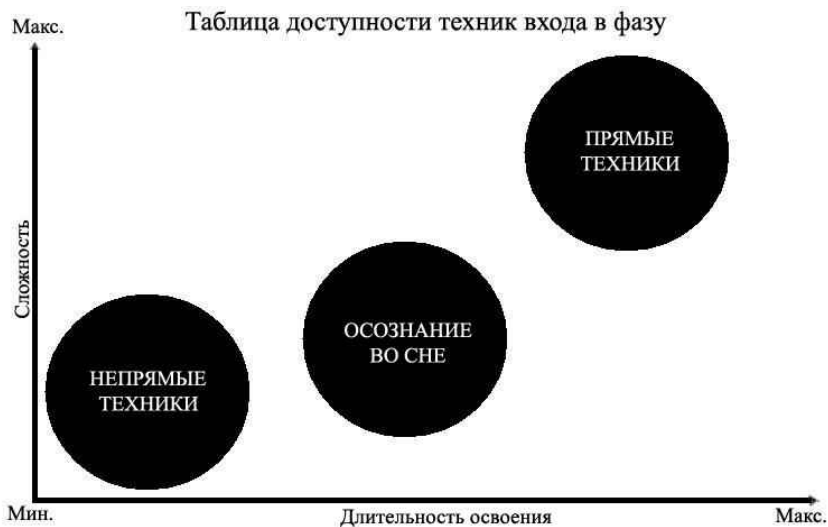 Таблица доступности техник входа в фазу
Макс.
ПРЯМЫЕ
ТЕХНИКИ
Сложность
ОСОЗНАНИЕ
ВО СНЕ
НЕПРЯМЫЕ
ТЕХНИКИ
Мин.
Длительность освоения
Макс.